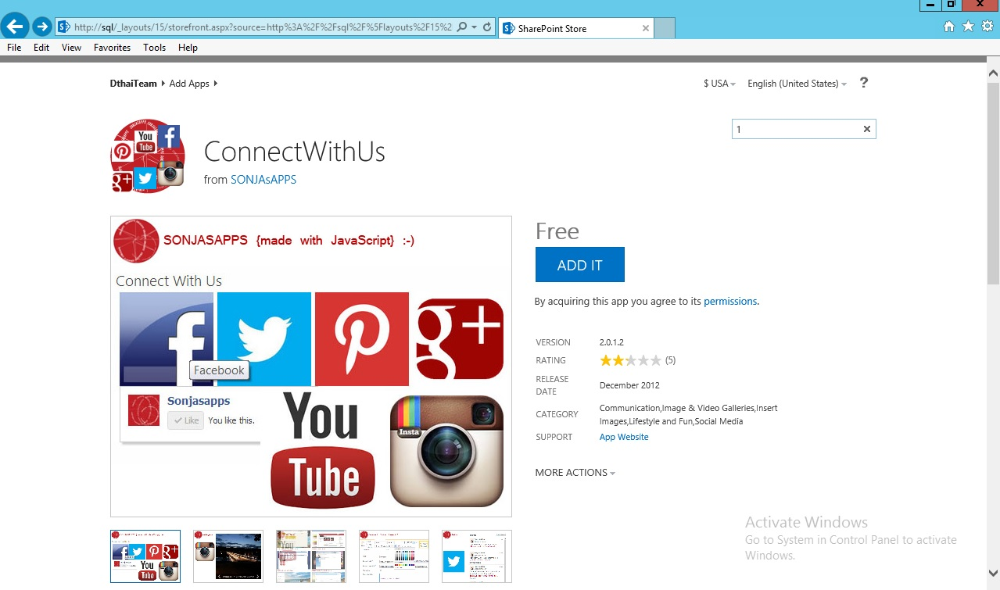 http://sql/_layouts/15/storefront.aspx?source=http%3A%2F%2Fsql%2F%5Flayouts%2F15%2
SharePoint Store
File Edit View Favorites Tools Help
DthaiTeam Add Apps
$ USA English (United States) ?
1
You Tube
g+
ConnectWithUs
from SONJAsAPPS
SONJASAPPS {made with JavaScript} :-)
Connect With Us
Facebook
g+
Sonjasapps
Like You like this.
You Tube
Insta
Free
ADD IT
By acquiring this app you agree to its permissions.
VERSION 2.0.1.2
RATING (5)
RELEASE
DATE
December 2012
CATEGORY
Communication,Image & Video Galleries,Insert
Images,Lifestyle and Fun,Social Media
SUPPORT App Website
MORE ACTIONS
Activate Windows
Go to System in Control Panel to activate
Windows.